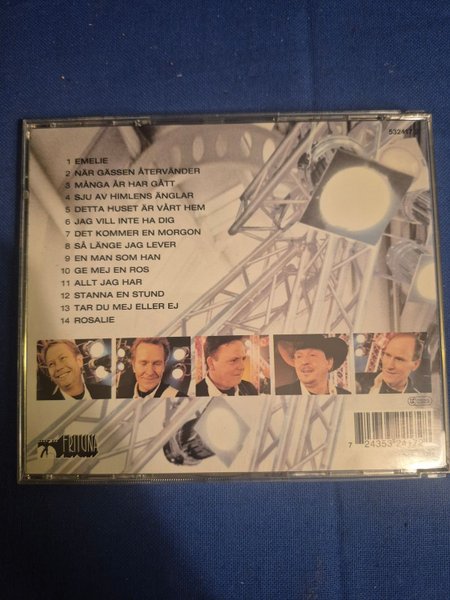 1 EMELIE
2 NÄR GÄSSEN ÅTERVÄNDER
3 MÅNGA ÅR HAR GÅTT
4 SJU AV HIMLENS ÄNGLAR
5 DETTA HUSET ÄR VÅRT HEM
6 JAG VILL INTE HA DIG
7 DET KOMMER EN MORGON
8 SÅ LÄNGE JAG LEVER
9 EN MAN SOM HAN
10 GE MEJ EN ROS
11 ALLT JAG HAR
12 STANNA EN STUND
13 TAR DU MEJ ELLER EJ
14 ROSALIE
FRITUNA